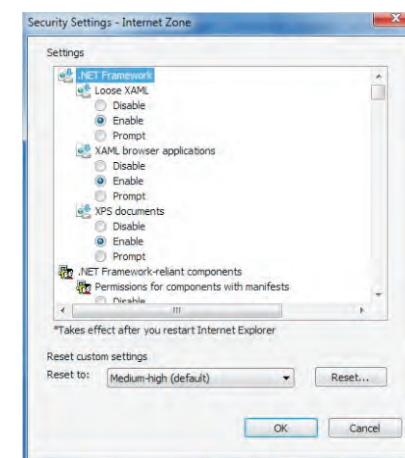 Security Settings - Internet Zone
Settings
.NET Framework
Loose XAML
Disable
Enable
Prompt
XAML browser applications
Disable
Enable
Prompt
XPS documents
Disable
Enable
Prompt
.NET Framework-reliant components
Permissions for components with manifests
Disable
*Takes effect after you restart Internet Explorer
Reset custom settings
Reset to: Medium-high (default) Reset...
OK Cancel